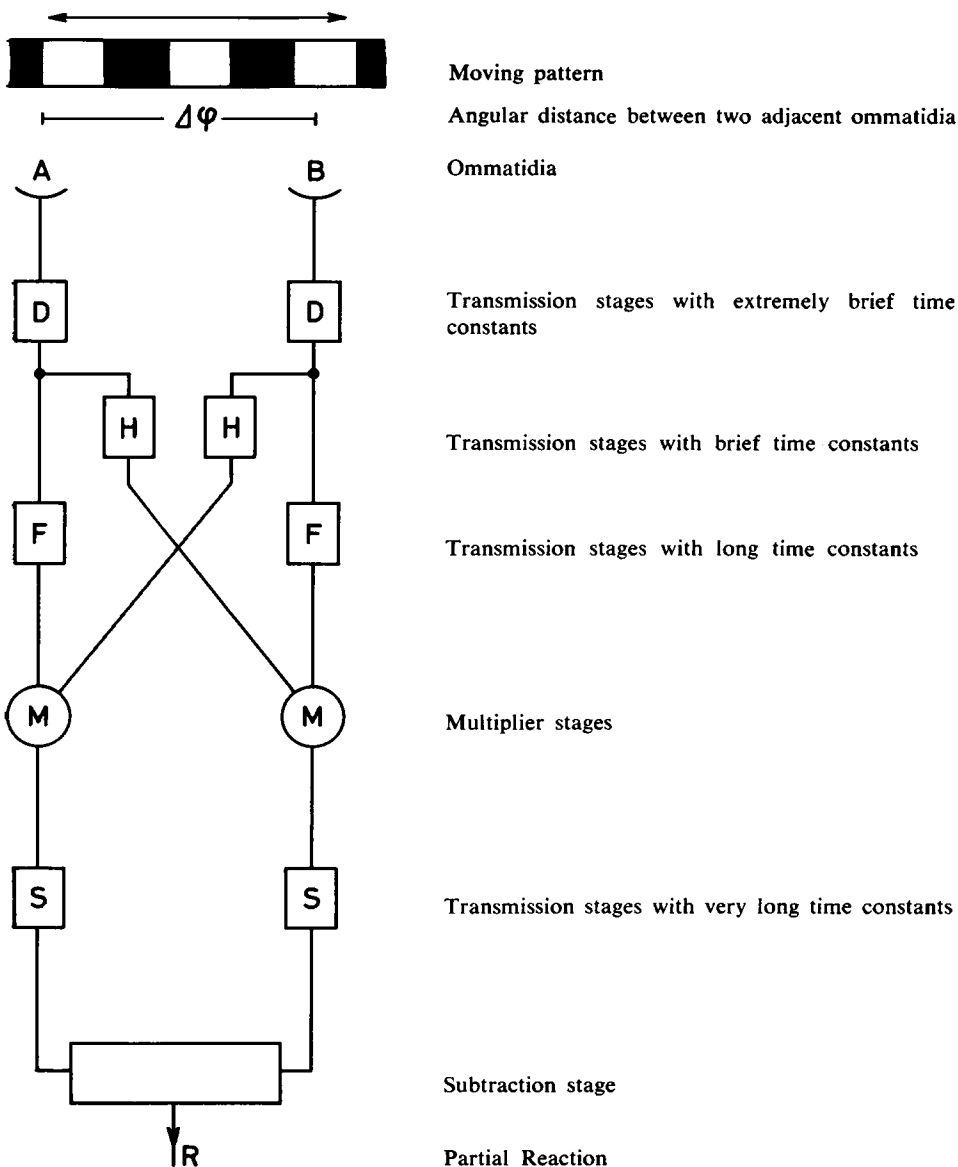 Moving pattern
Δφ
Angular distance between two adjacent ommatidia
A B
Ommatidia
D D
Transmission stages with extremely brief time
constants
H H
Transmission stages with brief time constants
F F
Transmission stages with long time constants
M M
Multiplier stages
S S
Transmission stages with very long time constants
Subtraction stage
R
Partial Reaction